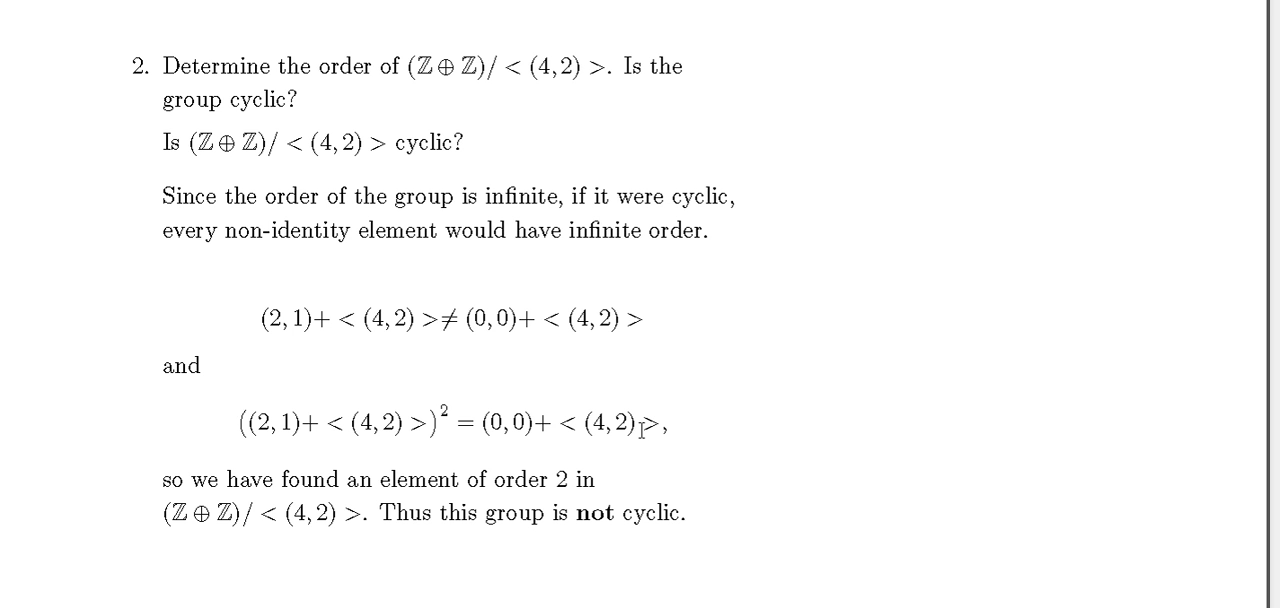 2. Determine the order of (ℤ ⊕ ℤ)/ < (4,2) >. Is the
group cyclic?
Is (ℤ ⊕ ℤ)/ < (4, 2) > cyclic?
Since the order of the group is infinite, if it were cyclic,
every non-identity element would have infinite order.
(2, 1)+ < (4, 2) >≠ (0, 0)+ < (4, 2) >
and
((2, 1)+ < (4, 2) >)² = (0, 0)+ < (4, 2) >,
so we have found an element of order 2 in
(ℤ ⊕ ℤ)/ < (4, 2) >. Thus this group is not cyclic.